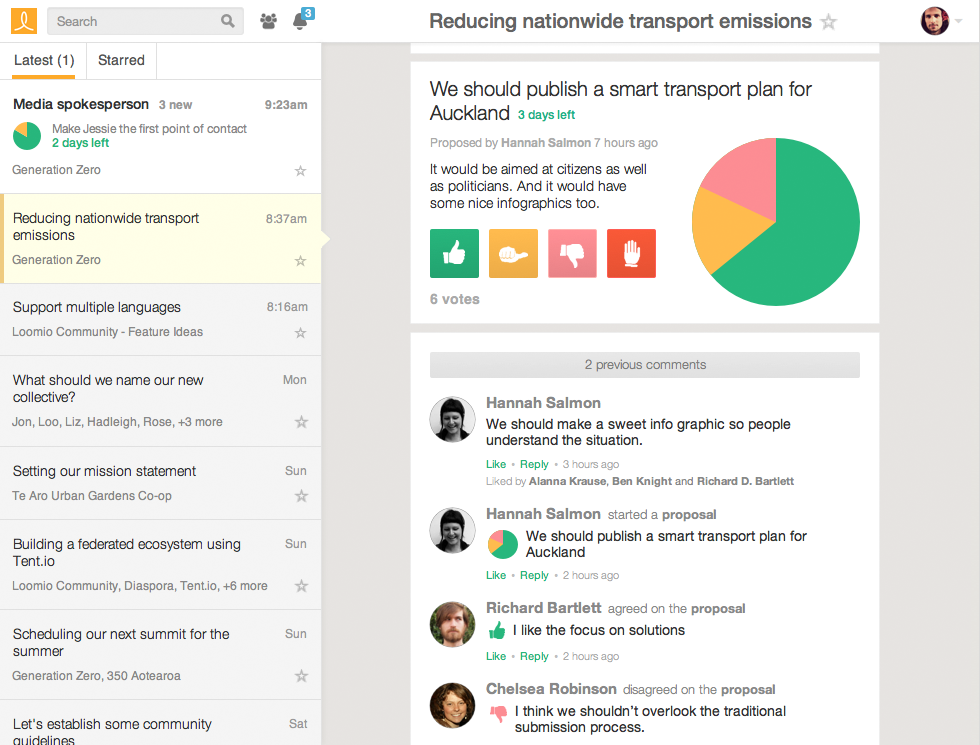 Search
3
Reducing nationwide transport emissions
Latest (1)
Starred
Media spokesperson 3 new 9:23am
Make Jessie the first point of contact
2 days left
Generation Zero
Reducing nationwide transport 8:37am
emissions
Generation Zero
Support multiple languages 8:16am
Loomio Community - Feature Ideas
What should we name our new Mon
collective?
Jon, Loo, Liz, Hadleigh, Rose, +3 more
Setting our mission statement Sun
Te Aro Urban Gardens Co-op
Building a federated ecosystem using Sun
Tent.io
Loomio Community, Diaspora, Tent.io, +6 more
Scheduling our next summit for the Sun
summer
Generation Zero, 350 Aotearoa
Let's establish some community Sat
guidelines
We should publish a smart transport plan for
Auckland 3 days left
Proposed by Hannah Salmon 7 hours ago
It would be aimed at citizens as well
as politicians. And it would have
some nice infographics too.
6 votes
2 previous comments
Hannah Salmon
We should make a sweet info graphic so people
understand the situation.
Like • Reply • 3 hours ago
Liked by Alanna Krause, Ben Knight and Richard D. Bartlett
Hannah Salmon started a proposal
We should publish a smart transport plan for
Auckland
Like • Reply • 2 hours ago
Richard Bartlett agreed on the proposal
I like the focus on solutions
Like • Reply • 2 hours ago
Chelsea Robinson disagreed on the proposal
I think we shouldn't overlook the traditional
submission process.